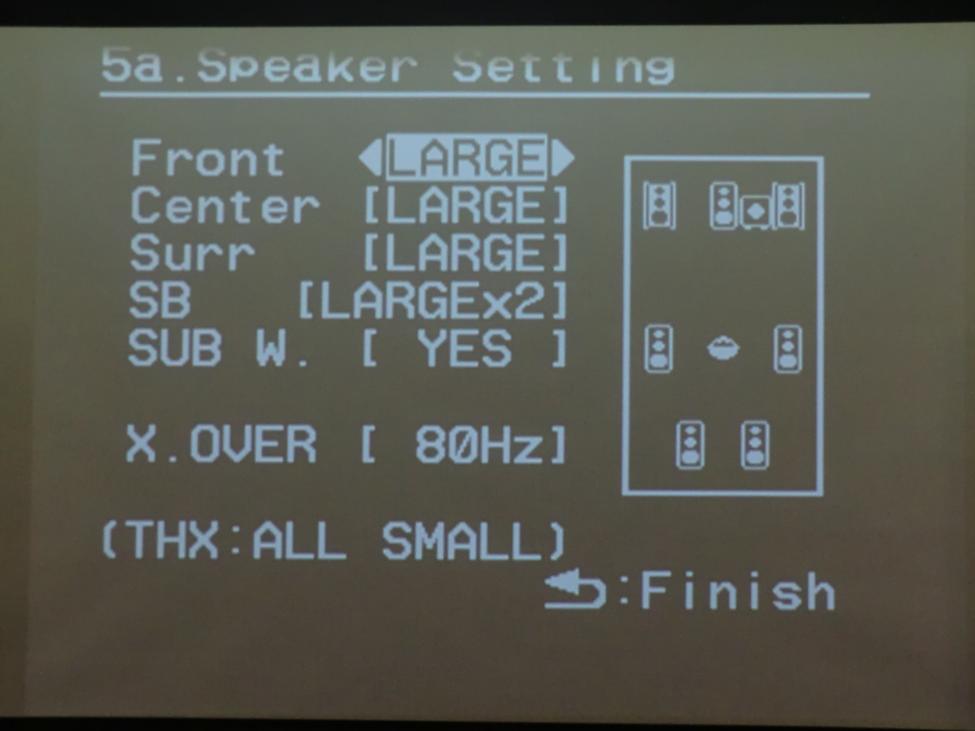 5a.Speaker Setting
Front LARGE
Center [LARGE]
Surr [LARGE]
SB [LARGEx2]
SUB W. [ YES ]
X.OVER [ 80Hz]
(THX:ALL SMALL)
:Finish